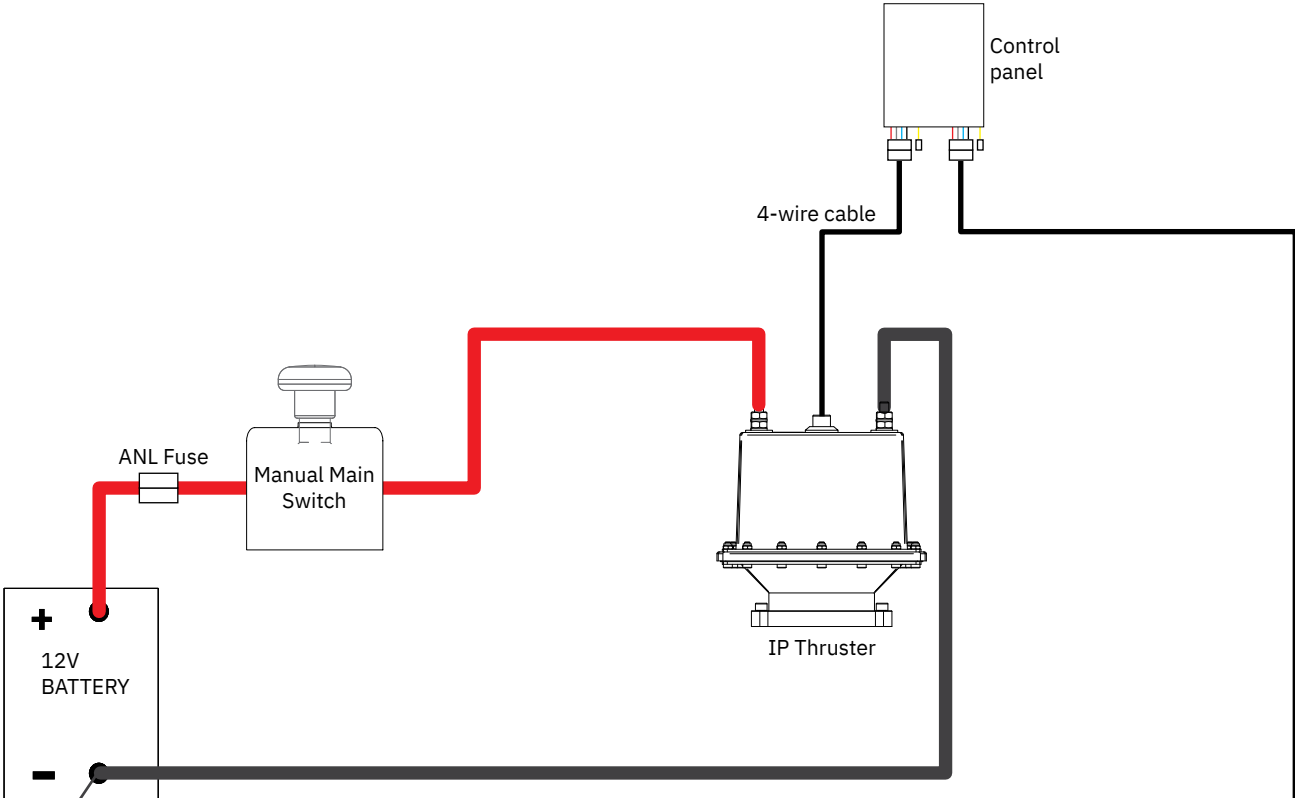 Control
panel
4-wire cable
ANL Fuse
Manual Main
Switch
+
12V
BATTERY
-
IP Thruster